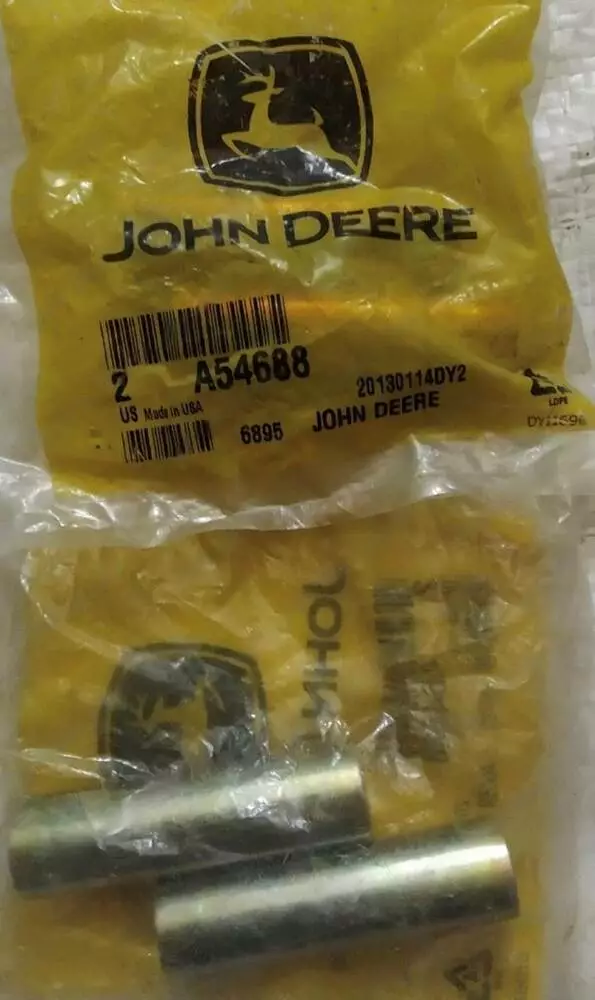 JOHN DEERE
2 A54688
US Made in USA
20130114DY2
6895 JOHN DEERE
LDPE
JOHN